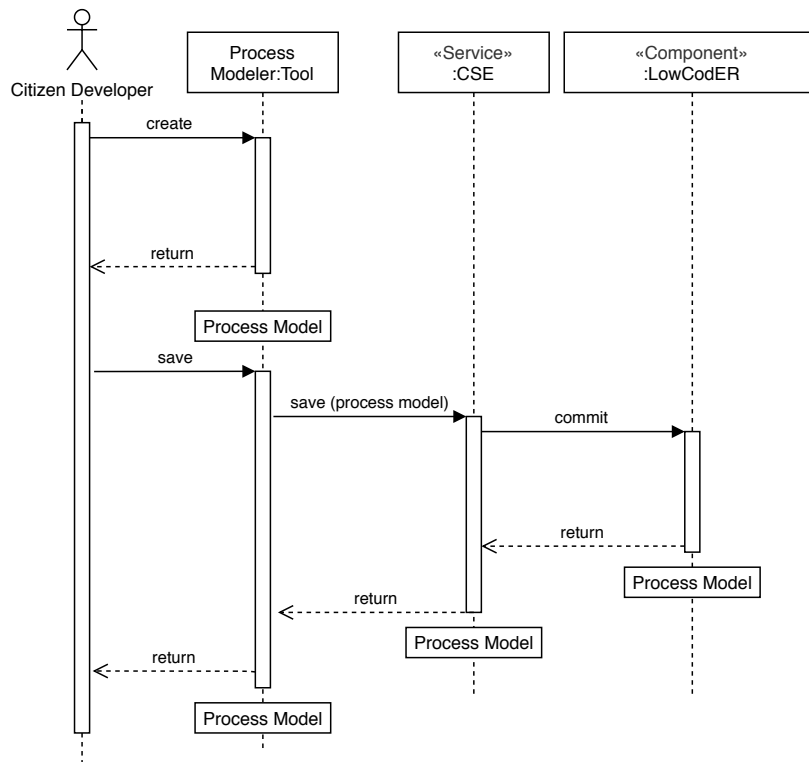 Citizen Developer
Process
Modeler:Tool
«Service»
:CSE
«Component»
:LowCodER
create
return
Process Model
save
save (process model)
commit
return
Process Model
return
Process Model
return
Process Model